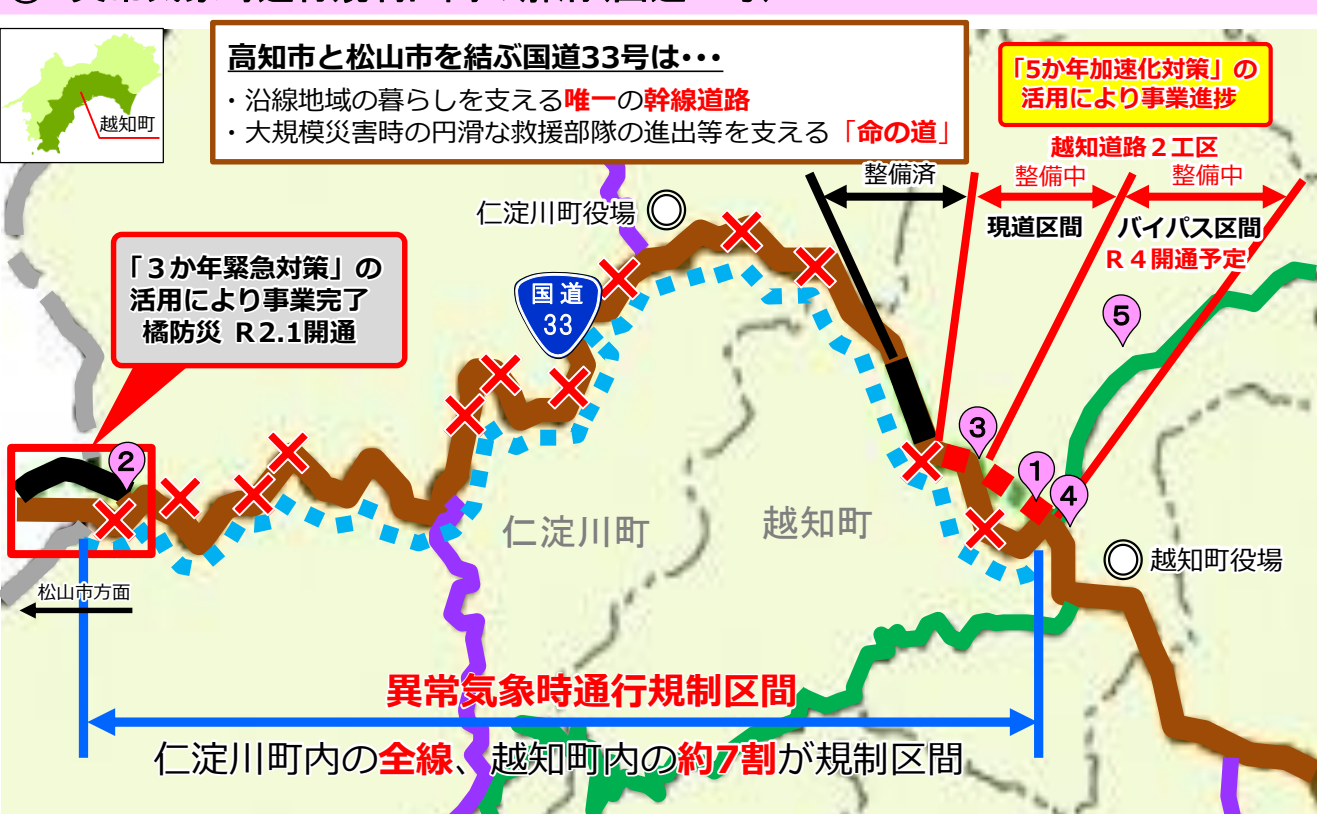 越知町
高知市と松山市を結ぶ国道33号は・・・
・沿線地域の暮らしを支える唯一の幹線道路
・大規模災害時の円滑な救援部隊の進出等を支える「命の道」
「5か年加速化対策」の
活用により事業進捗
越知道路２工区
整備済
整備中
整備中
現道区間
バイパス区間
Ｒ４開通予定
仁淀川町役場
「３か年緊急対策」の
活用により事業完了
橘防災 Ｒ2.1開通
国道
33
5
3
2
1
4
仁淀川町
越知町
越知町役場
松山市方面
異常気象時通行規制区間
仁淀川町内の全線、越知町内の約7割が規制区間